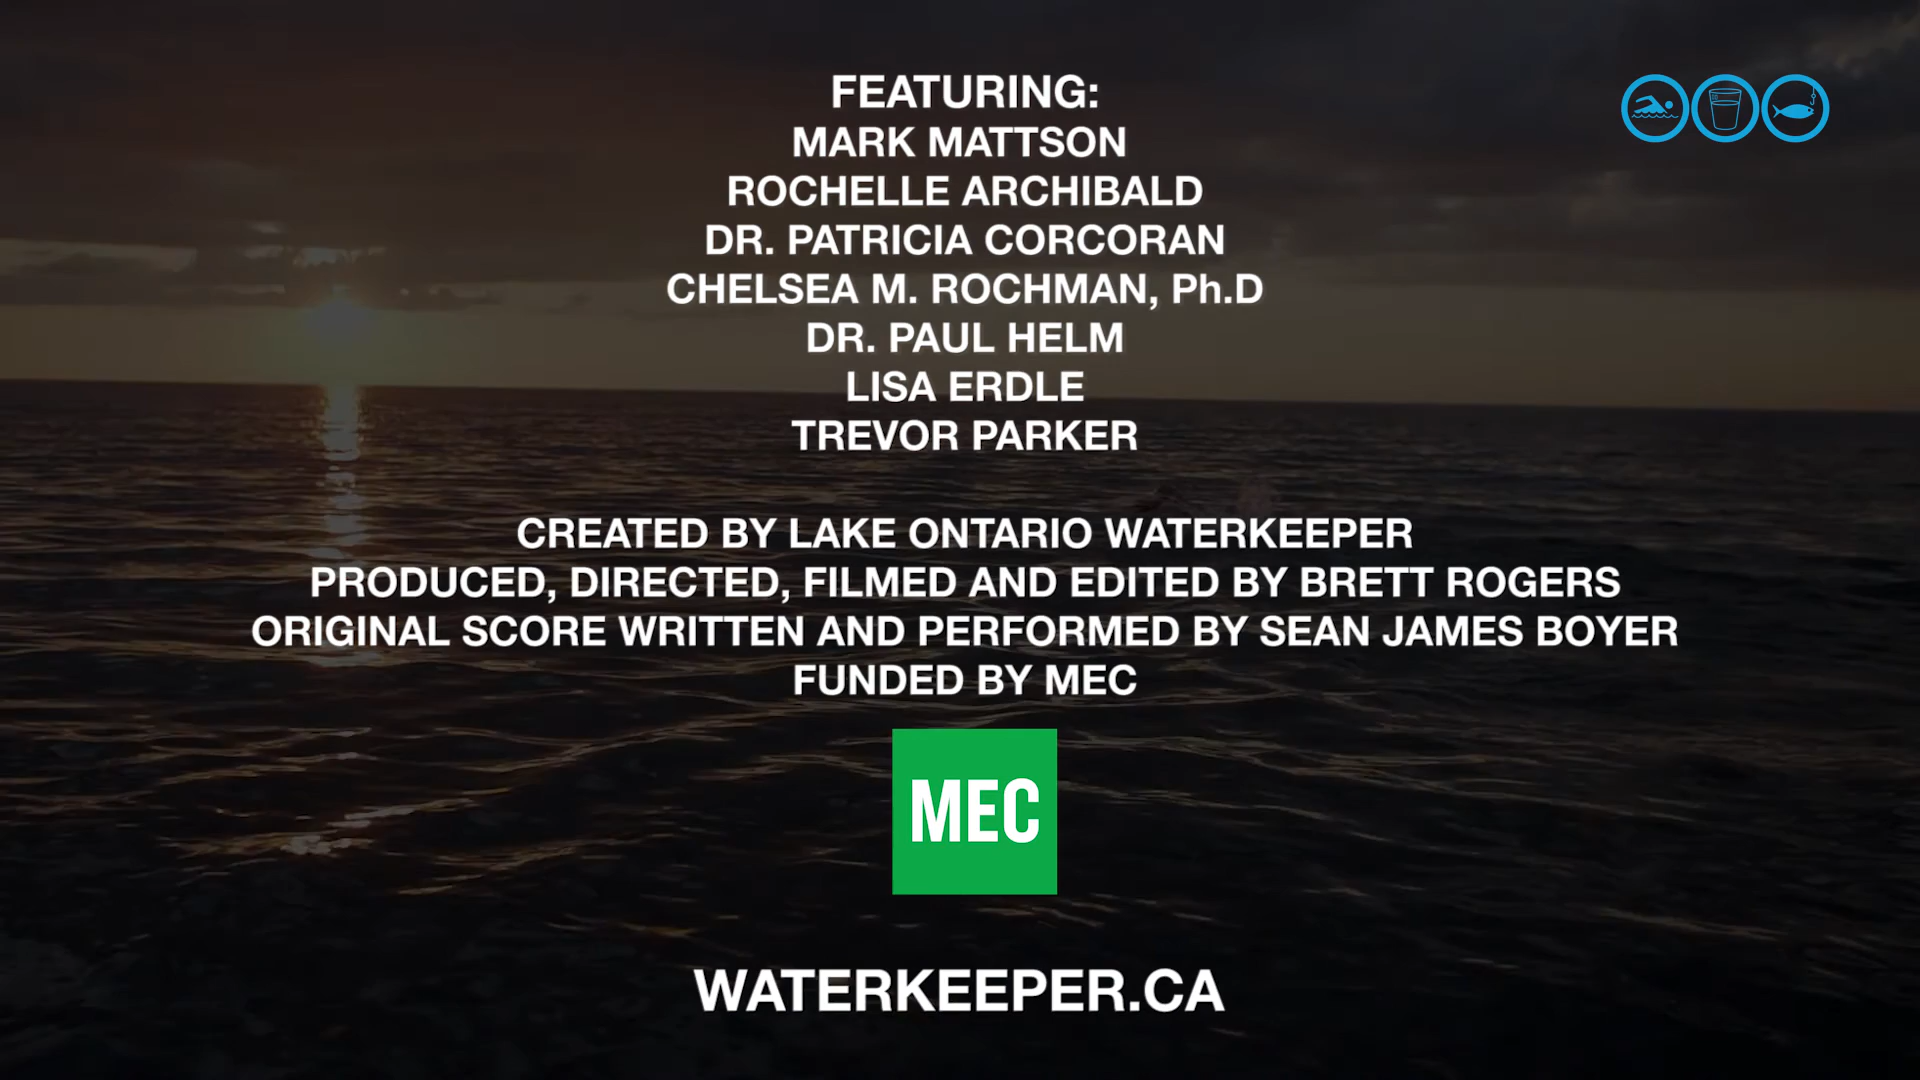 FEATURING:
MARK MATTSON
ROCHELLE ARCHIBALD
DR. PATRICIA CORCORAN
CHELSEA M. ROCHMAN, Ph.D
DR. PAUL HELM
LISA ERDLE
TREVOR PARKER
CREATED BY LAKE ONTARIO WATERKEEPER
PRODUCED, DIRECTED, FILMED AND EDITED BY BRETT ROGERS
ORIGINAL SCORE WRITTEN AND PERFORMED BY SEAN JAMES BOYER
FUNDED BY MEC
MEC
WATERKEEPER.CA